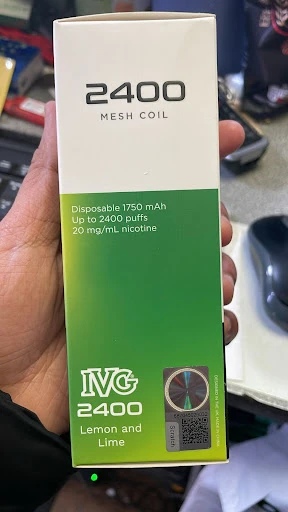 2400
MESH COIL
Disposable 1750 mAh
Up to 2400 puffs
20 mg/mL nicotine
IVG
2400
Lemon and
Lime
Scratch